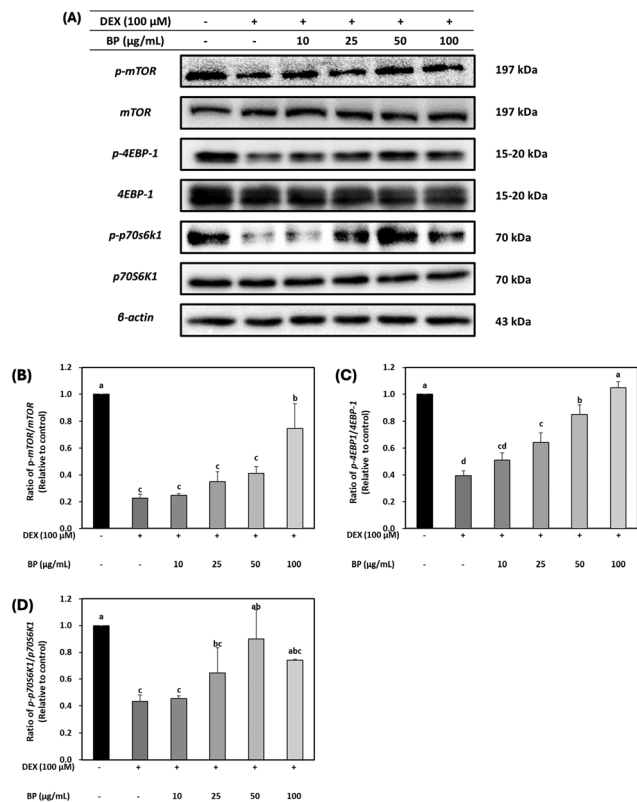 (A)
DEX (100 μM) - + + + + +
BP (μg/mL) - - 10 25 50 100
p-mTOR 197 kDa
mTOR 197 kDa
p-4EBP-1 15-20 kDa
4EBP-1 15-20 kDa
p-p70s6k1 70 kDa
p70S6K1 70 kDa
β-actin 43 kDa
(B)
Ratio of p-mTOR/mTOR
(Relative to control)
1.2
1.0
0.8
0.6
0.4
0.2
0.0
a c c c c b
DEX (100 μM) - + + + + +
BP (μg/mL) - - 10 25 50 100
(C)
Ratio of p-4EBP1/4EBP-1
(Relative to control)
1.2
1.0
0.8
0.6
0.4
0.2
0.0
a d cd c b a
DEX (100 μM) - + + + + +
BP (μg/mL) - - 10 25 50 100
(D)
Ratio of p-p70S6K1/p70S6K1
(Relative to control)
1.2
1.0
0.8
0.6
0.4
0.2
0.0
a c c bc ab abc
DEX (100 μM) - + + + + +
BP (μg/mL) - - 10 25 50 100